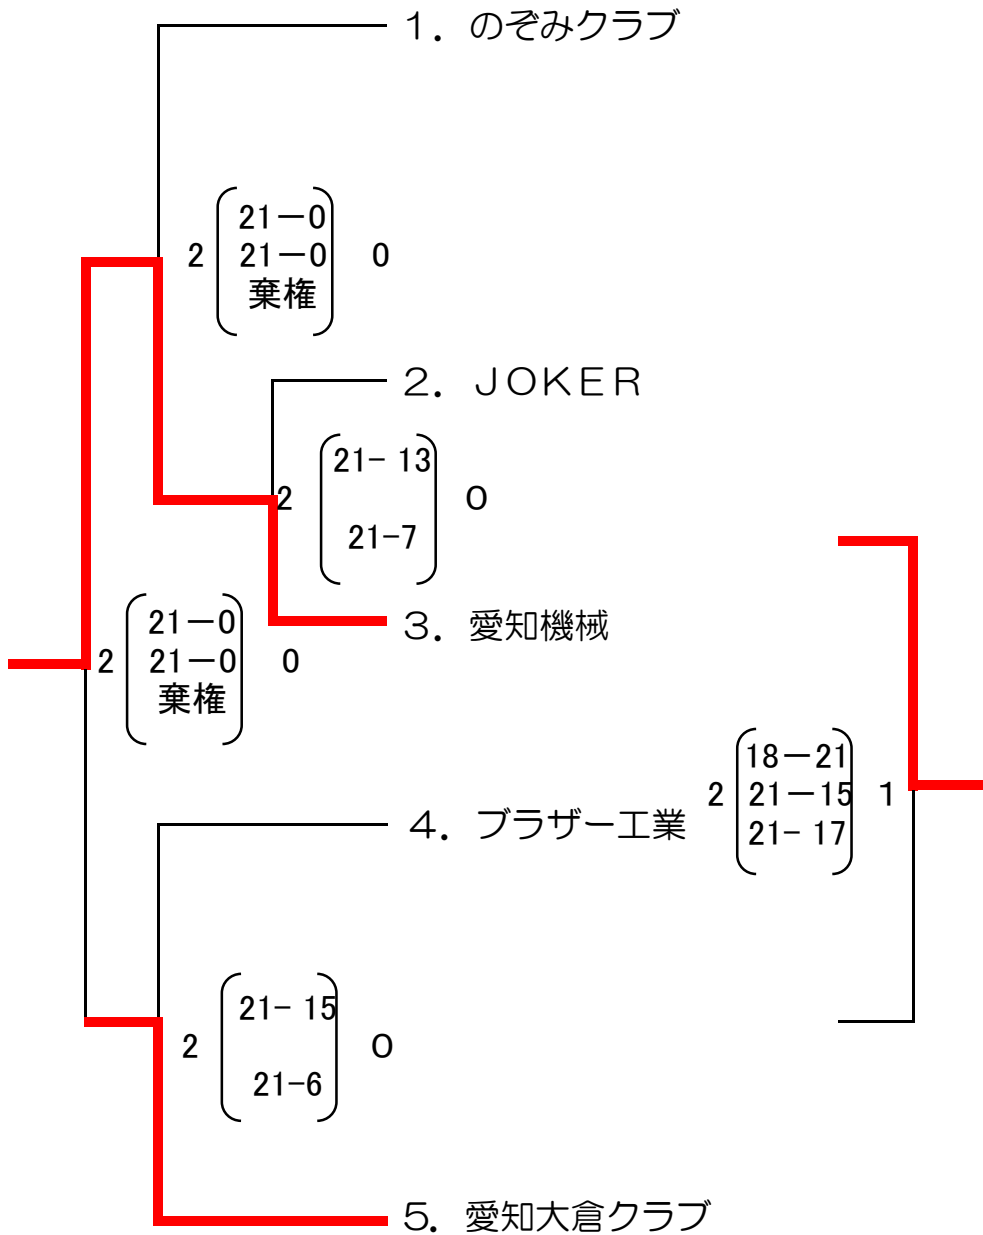 １．のぞみクラブ
21－0
2 21－0 0
棄権
２．ＪＯＫＥＲ
21- 13
2 0
21-7
21－0
３．愛知機械
2 21－0 0
棄権
18－21
2 21－15 1
４．ブラザー工業
21- 17
21- 15
2 0
21-6
５．愛知大倉クラブ